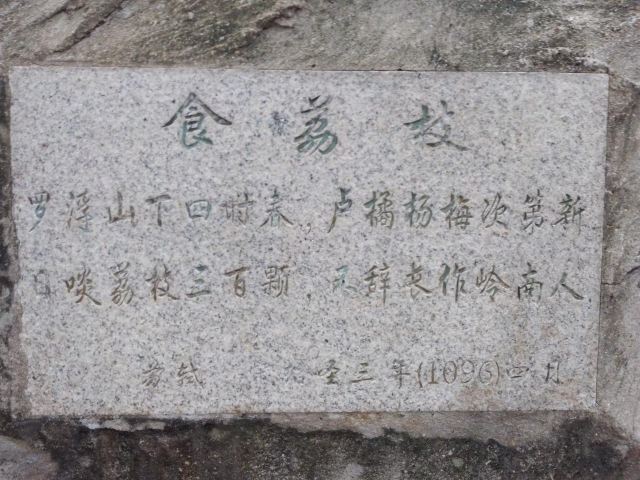 食荔枝
罗浮山下四时春,卢橘杨梅次第新
日啖荔枝三百颗,不辞长作岭南人
苏轼 圣三年(1096)四月